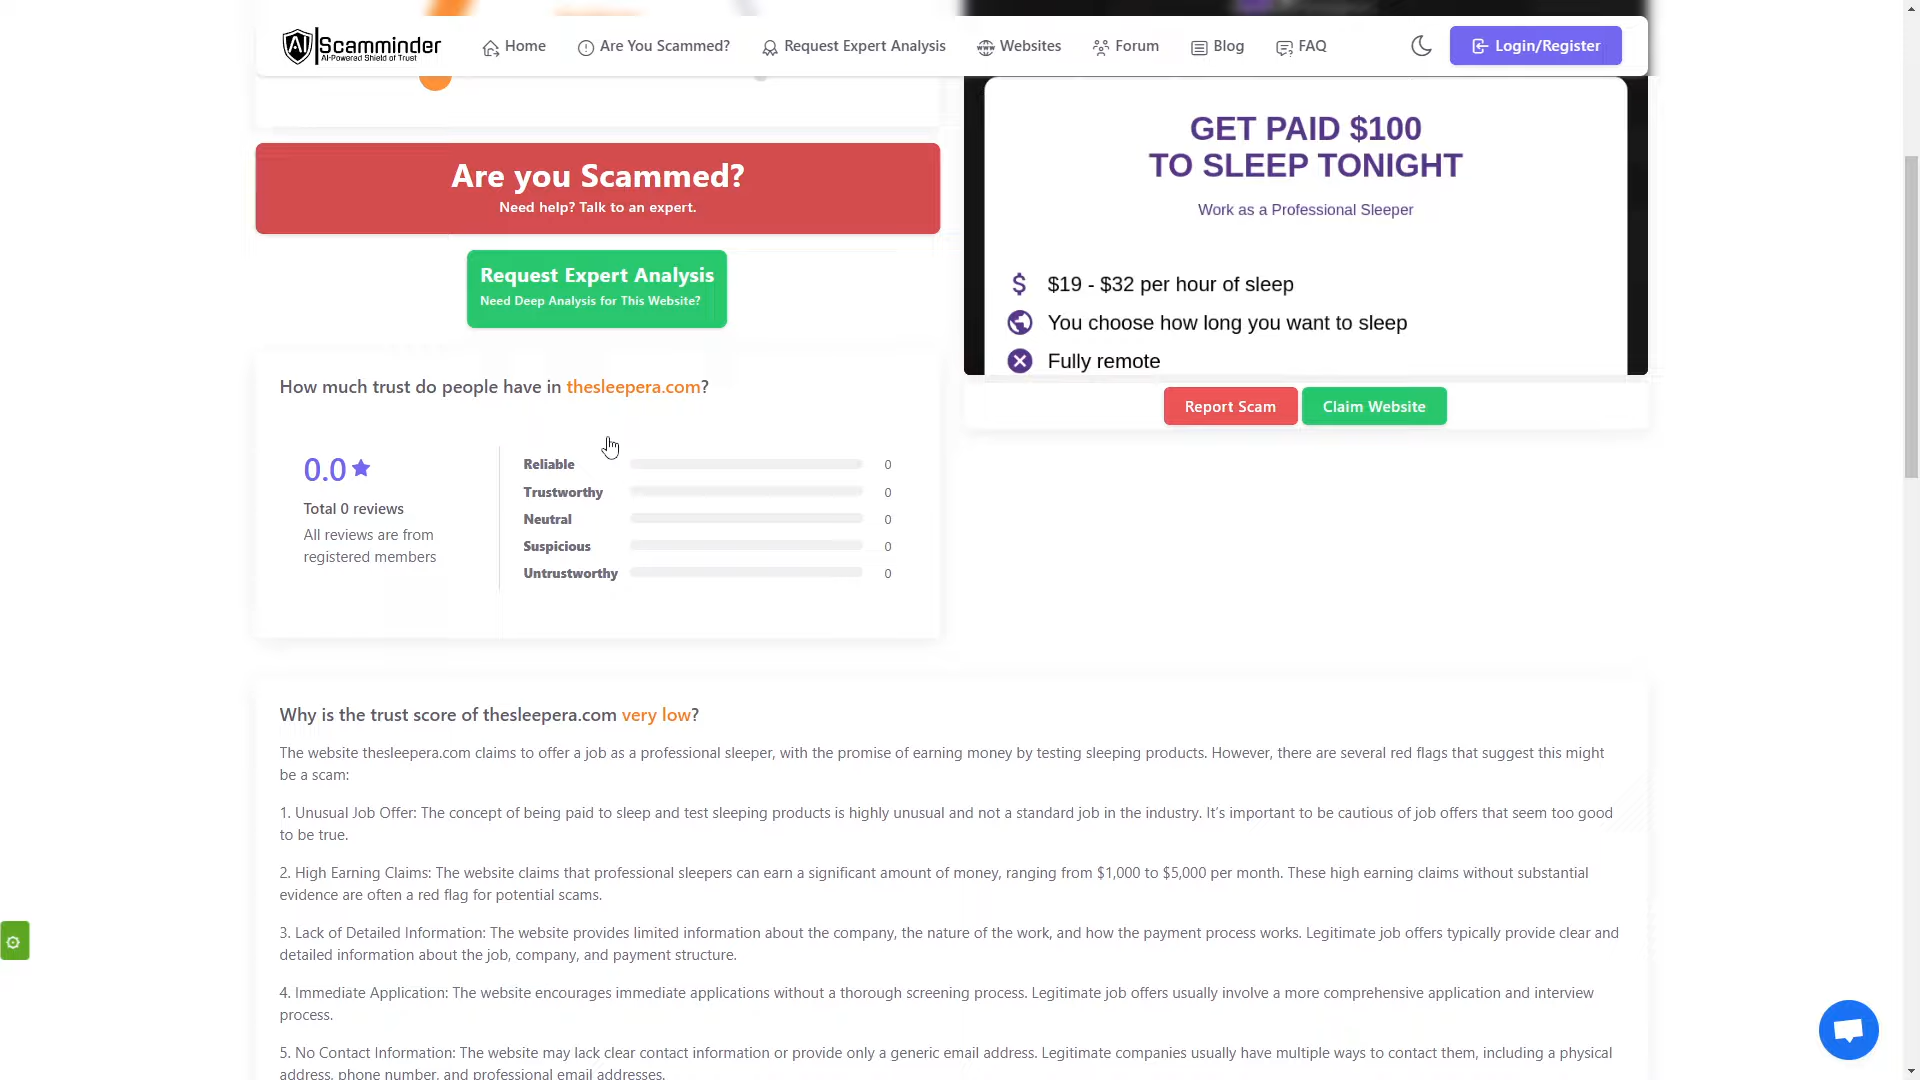 AI Scamminder
AI-Powered Shield of Trust
Home
Are You Scammed?
Request Expert Analysis
Websites
Forum
Blog
FAQ
Login/Register
Are you Scammed?
Need help? Talk to an expert.
Request Expert Analysis
Need Deep Analysis for This Website?
GET PAID $100
TO SLEEP TONIGHT
Work as a Professional Sleeper
$19 - $32 per hour of sleep
You choose how long you want to sleep
Fully remote
Report Scam
Claim Website
How much trust do people have in thesleepera.com?
0.0
Total 0 reviews
All reviews are from
registered members
Reliable 0
Trustworthy 0
Neutral 0
Suspicious 0
Untrustworthy 0
Why is the trust score of thesleepera.com very low?
The website thesleepera.com claims to offer a job as a professional sleeper, with the promise of earning money by testing sleeping products. However, there are several red flags that suggest this might
be a scam:
1. Unusual Job Offer: The concept of being paid to sleep and test sleeping products is highly unusual and not a standard job in the industry. It's important to be cautious of job offers that seem too good
to be true.
2. High Earning Claims: The website claims that professional sleepers can earn a significant amount of money, ranging from $1,000 to $5,000 per month. These high earning claims without substantial
evidence are often a red flag for potential scams.
3. Lack of Detailed Information: The website provides limited information about the company, the nature of the work, and how the payment process works. Legitimate job offers typically provide clear and
detailed information about the job, company, and payment structure.
4. Immediate Application: The website encourages immediate applications without a thorough screening process. Legitimate job offers usually involve a more comprehensive application and interview
process.
5. No Contact Information: The website may lack clear contact information or provide only a generic email address. Legitimate companies usually have multiple ways to contact them, including a physical
address, phone number, and professional email addresses.